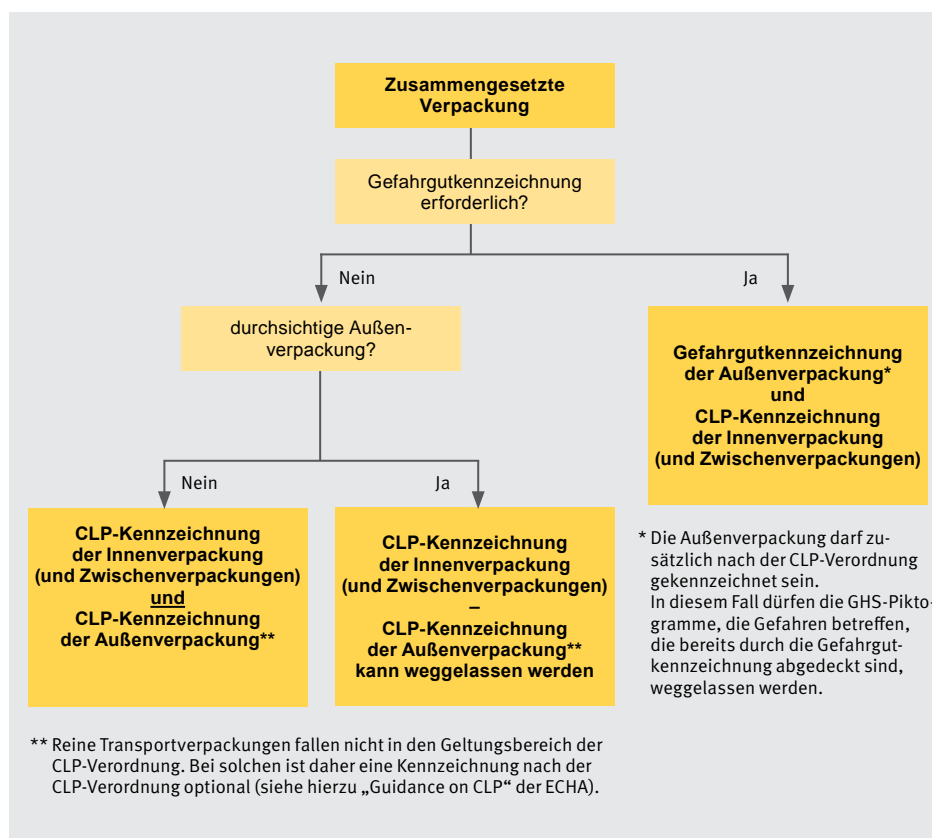 Zusammengesetzte
Verpackung
Gefahrgutkennzeichnung
erforderlich?
Nein
Ja
durchsichtige Außen-
verpackung?
Gefahrgutkennzeichnung
der Außenverpackung*
und
CLP-Kennzeichnung
der Innenverpackung
(und Zwischenverpackungen)
Nein
Ja
CLP-Kennzeichnung
der Innenverpackung
(und Zwischenverpackungen)
und
CLP-Kennzeichnung
der Außenverpackung**
CLP-Kennzeichnung
der Innenverpackung
(und Zwischenverpackungen)
–
CLP-Kennzeichnung
der Außenverpackung**
kann weggelassen werden
* Die Außenverpackung darf zu-
sätzlich nach der CLP-Verordnung
gekennzeichnet sein.
In diesem Fall dürfen die GHS-Pikto-
gramme, die Gefahren betreffen,
die bereits durch die Gefahrgut-
kennzeichnung abgedeckt sind,
weggelassen werden.
** Reine Transportverpackungen fallen nicht in den Geltungsbereich der
CLP-Verordnung. Bei solchen ist daher eine Kennzeichnung nach der
CLP-Verordnung optional (siehe hierzu „Guidance on CLP“ der ECHA).